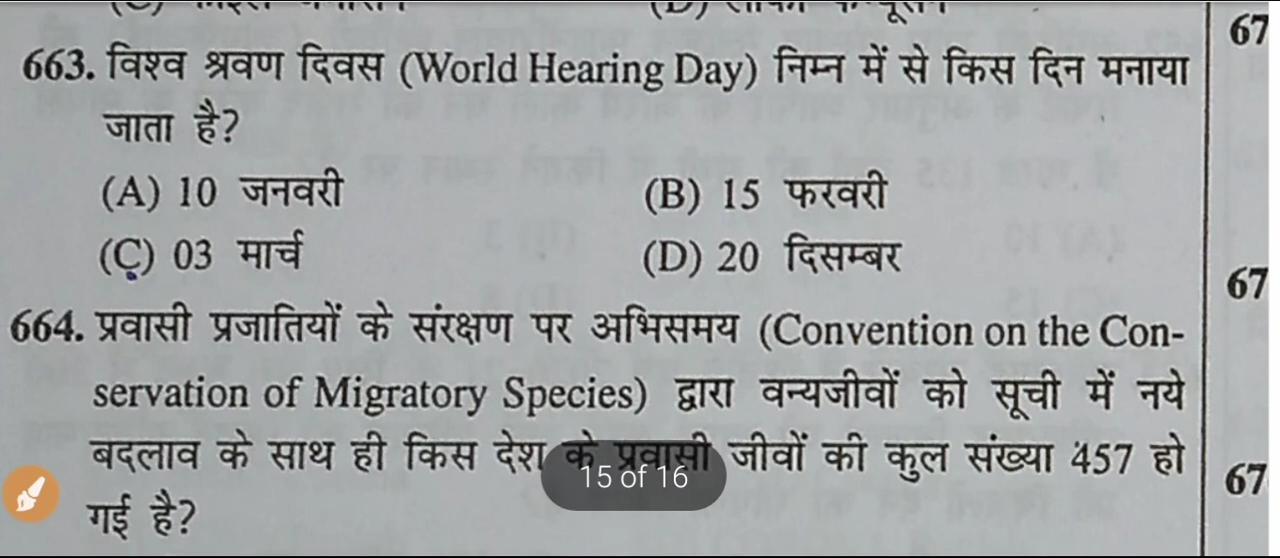 67
663. विश्व श्रवण दिवस (World Hearing Day) निम्न में से किस दिन मनाया
जाता है?
(A) 10 जनवरी (B) 15 फरवरी
(C) 03 मार्च (D) 20 दिसम्बर
67
664. प्रवासी प्रजातियों के संरक्षण पर अभिसमय (Convention on the Con-
servation of Migratory Species) द्वारा वन्यजीवों को सूची में नये
बदलाव के साथ ही किस देश के प्रवासी जीवों की कुल संख्या 457 हो
15 of 16
67
गई है?